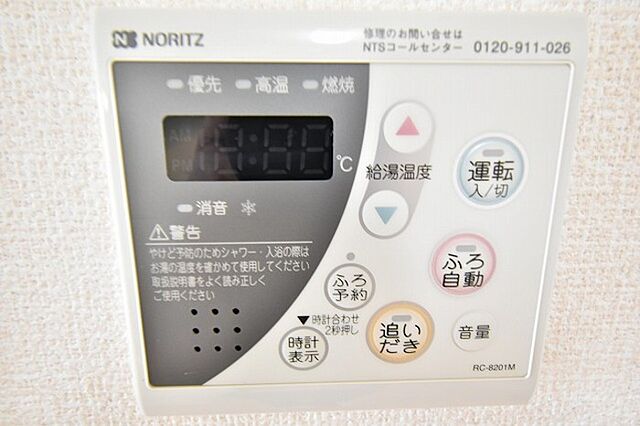 NORITZ
修理のお問い合せは
NTSコールセンター 0120-911-026
優先 高温 燃焼
AM
PM
℃
給湯温度
運転
入/切
消音
警告
やけど予防のためシャワー・入浴の際は
お湯の温度を確かめて使用してください
取扱説明書をよく読み正しく
ご使用ください
ふろ
自動
ふろ
予約
▼時計合わせ
2秒押し
時計
表示
追い
だき
音量
RC-8201M